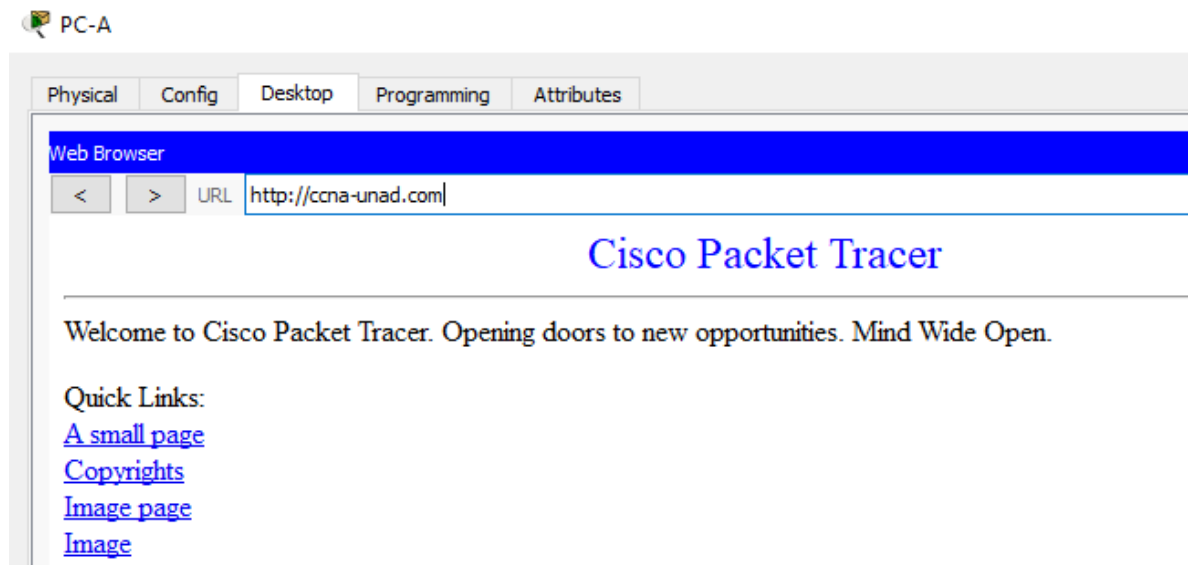 PC-A
Physical Config Desktop Programming Attributes
Web Browser
< > URL http://ccna-unad.com
Cisco Packet Tracer
Welcome to Cisco Packet Tracer. Opening doors to new opportunities. Mind Wide Open.
Quick Links:
A small page
Copyrights
Image page
Image